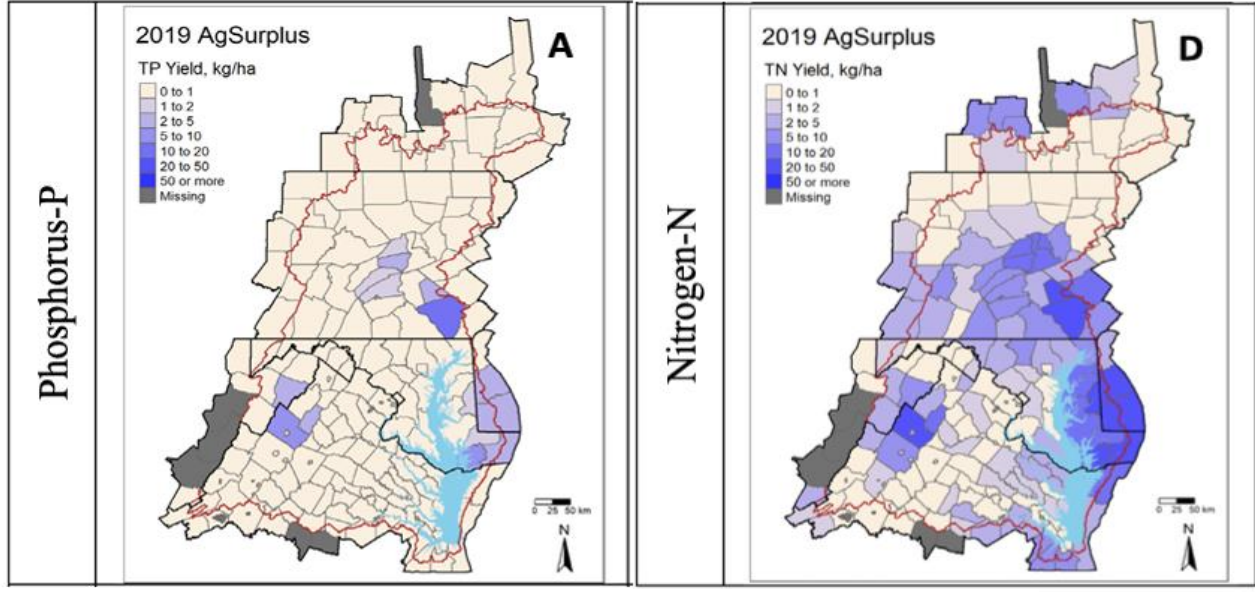 Phosphorus-P
2019 AgSurplus
A
TP Yield, kg/ha
0 to 1
1 to 2
2 to 5
5 to 10
10 to 20
20 to 50
50 or more
Missing
0 25 50 km
N
Nitrogen-N
2019 AgSurplus
D
TN Yield, kg/ha
0 to 1
1 to 2
2 to 5
5 to 10
10 to 20
20 to 50
50 or more
Missing
0 25 50 km
N